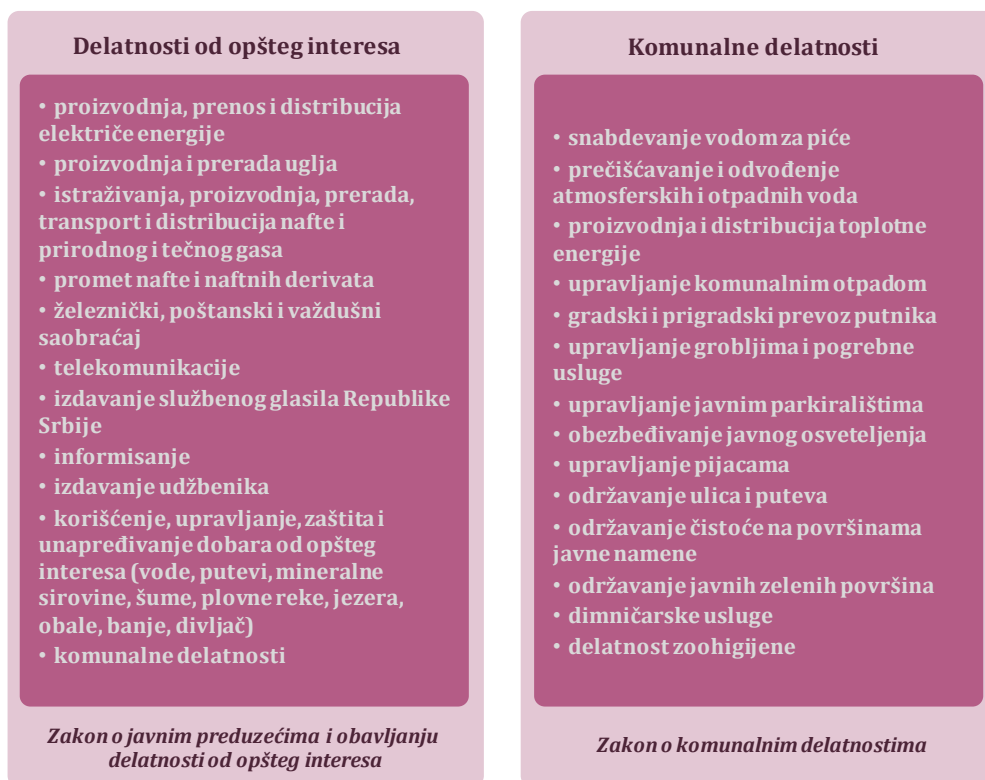 Delatnosti od opšteg interesa
• proizvodnja, prenos i distribucija
električe energije
• proizvodnja i prerada uglja
• istraživanja, proizvodnja, prerada,
transport i distribucija nafte i
prirodnog i tečnog gasa
• promet nafte i naftnih derivata
• železnički, poštanski i važdušni
saobraćaj
• telekomunikacije
• izdavanje službenog glasila Republike
Srbije
• informisanje
• izdavanje udžbenika
• korišćenje, upravljanje, zaštita i
unapređivanje dobara od opšteg
interesa (vode, putevi, mineralne
sirovine, šume, plovne reke, jezera,
obale, banje, divljač)
• komunalne delatnosti
Zakon o javnim preduzećima i obavljanju
delatnosti od opšteg interesa
Komunalne delatnosti
• snabdevanje vodom za piće
• prečišćavanje i odvođenje
atmosferskih i otpadnih voda
• proizvodnja i distribucija toplotne
energije
• upravljanje komunalnim otpadom
• gradski i prigradski prevoz putnika
• upravljanje grobljima i pogrebne
usluge
• upravljanje javnim parkiralištima
• obezbeđivanje javnog osveteljenja
• upravljanje pijacama
• održavanje ulica i puteva
• održavanje čistoće na površinama
javne namene
• održavanje javnih zelenih površina
• dimničarske usluge
• delatnost zoohigijene
Zakon o komunalnim delatnostima